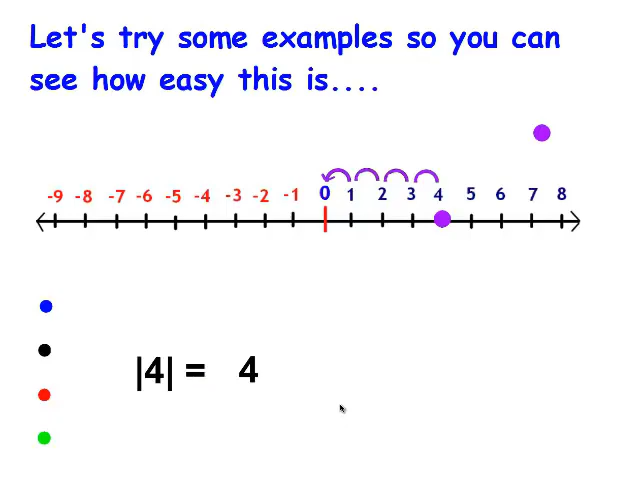 Let's try some examples so you can
see how easy this is....
-9 -8 -7 -6 -5 -4 -3 -2 -1 0 1 2 3 4 5 6 7 8
|4| = 4